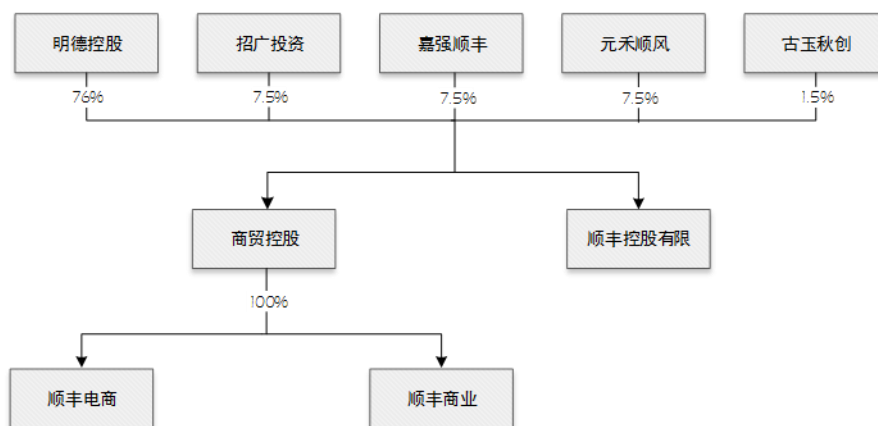 明德控股
招广投资
嘉强顺丰
元禾顺风
古玉秋创
76%
7.5%
7.5%
7.5%
1.5%
商贸控股
顺丰控股有限
100%
顺丰电商
顺丰商业